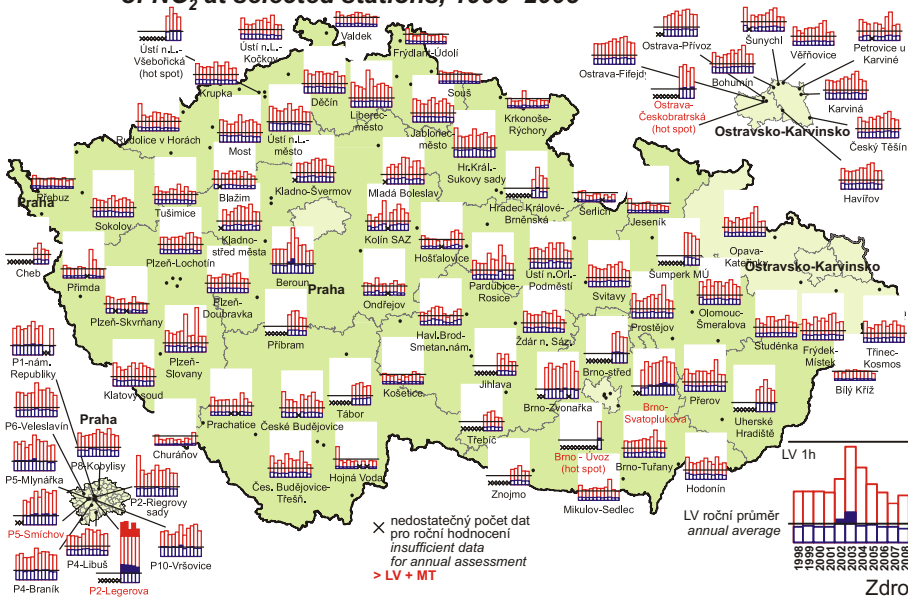 of NO2 at selected stations, 1998–2008
Ústí n.L.-
Všebořická
(hot spot)
Ústí n.L.-
Kočkov
Valdek
Frýdlant-Údolí
Krupka
Děčín
Liberec-
město
Souš
Jablonec-
město
Krkonoše-
Rýchory
Rudolice v Horách
Most
Ústí n.L.-
město
Hr.Král.-
Sukovy sady
Přebuz
Praha
Sokolov
Tušimice
Blažim
Kladno-Švermov
Mladá Boleslav
Hradec Králové-
Brněnská
Šerlich
Jeseník
Kladno-
střed města
Kolín SAZ
Hošťalovice
Cheb
Přimda
Plzeň-Lochotín
Beroun
Praha
Ondřejov
Pardubice-
Rosice
Ústí n.Orl.-
Podměstí
Svitavy
Šumperk MÚ
Opava-
Kateřinky
Ostravsko-Karvinsko
Plzeň-Skvrňany
Plzeň-
Doubravka
Příbram
Havl.Brod-
Smetan.nám.
Žďár n. Sáz.
Prostějov
Olomouc-
Šmeralova
Studénka
Frýdek-
Místek
Třinec-
Kosmos
Bílý Kříž
Klatovy soud
Plzeň-
Slovany
Prachatice
České Budějovice
Tábor
Košetice
Jihlava
Brno-střed
Brno-Zvonařka
Brno-
Svatoplukova
Přerov
Uherské
Hradiště
Churáňov
Čes. Budějovice-
Třešň.
Hojná Voda
Třebíč
Brno - Úvoz
(hot spot)
Brno-Tuřany
Hodonín
Znojmo
Mikulov-Sedlec
Ostrava-Fifejdy
Ostrava-Přívoz
Šunychl
Věřňovice
Petrovice u
Karviné
Bohumín
Ostrava-
Českobratrská
(hot spot)
Karviná
Ostravsko-Karvinsko
Český Těšín
Havířov
P1-nám.
Republiky
P6-Veleslavín
Praha
P8-Kobylisy
P5-Mlynářka
P2-Riegrovy
sady
P5-Smíchov
P4-Libuš
P10-Vršovice
P4-Braník
P2-Legerova
× nedostatečný počet dat
pro roční hodnocení
insufficient data
for annual assessment
> LV + MT
LV 1h
LV roční průměr
annual average
1998
1999
2000
2001
2002
2003
2004
2005
2006
2007
2008
Zdro